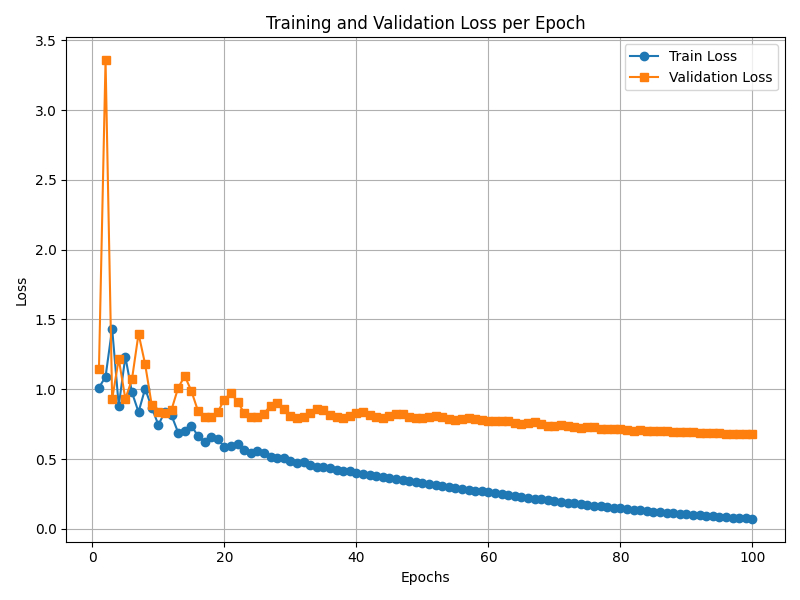 Training and Validation Loss per Epoch
Train Loss
Validation Loss
3.5
3.0
2.5
2.0
1.5
1.0
0.5
0.0
Loss
0 20 40 60 80 100
Epochs